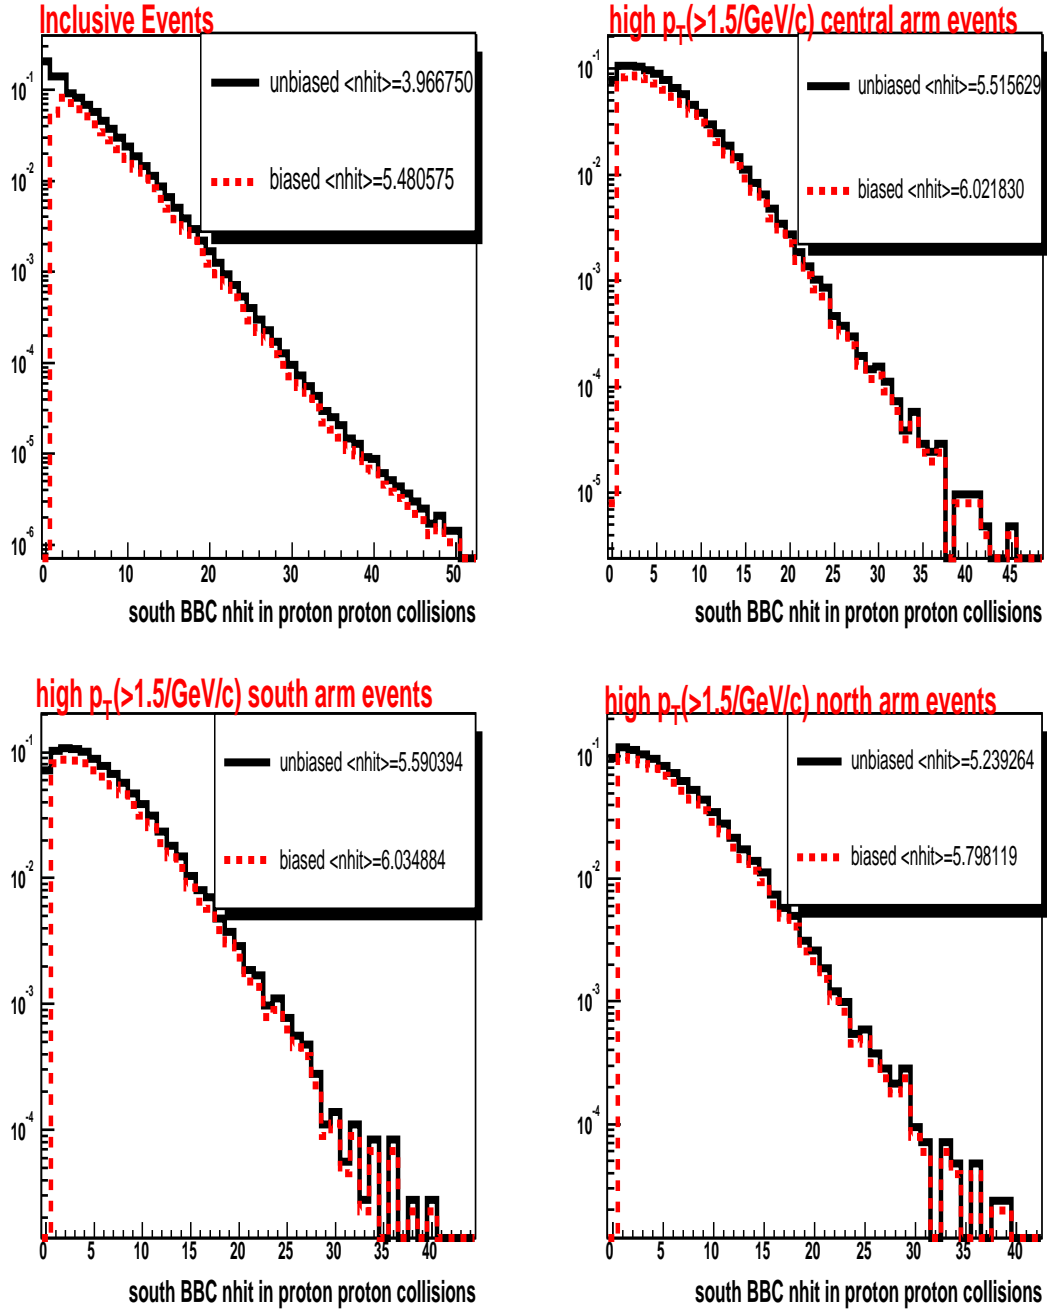 Inclusive Events
unbiased <nhit>=3.966750
biased <nhit>=5.480575
10^-1
10^-2
10^-3
10^-4
10^-5
10^-6
0 10 20 30 40 50
south BBC nhit in proton proton collisions
high p_T(>1.5/GeV/c) central arm events
unbiased <nhit>=5.515629
biased <nhit>=6.021830
10^-1
10^-2
10^-3
10^-4
10^-5
0 5 10 15 20 25 30 35 40 45
south BBC nhit in proton proton collisions
high p_T(>1.5/GeV/c) south arm events
unbiased <nhit>=5.590394
biased <nhit>=6.034884
10^-1
10^-2
10^-3
10^-4
0 5 10 15 20 25 30 35 40
south BBC nhit in proton proton collisions
high p_T(>1.5/GeV/c) north arm events
unbiased <nhit>=5.239264
biased <nhit>=5.798119
10^-1
10^-2
10^-3
10^-4
0 5 10 15 20 25 30 35 40
south BBC nhit in proton proton collisions